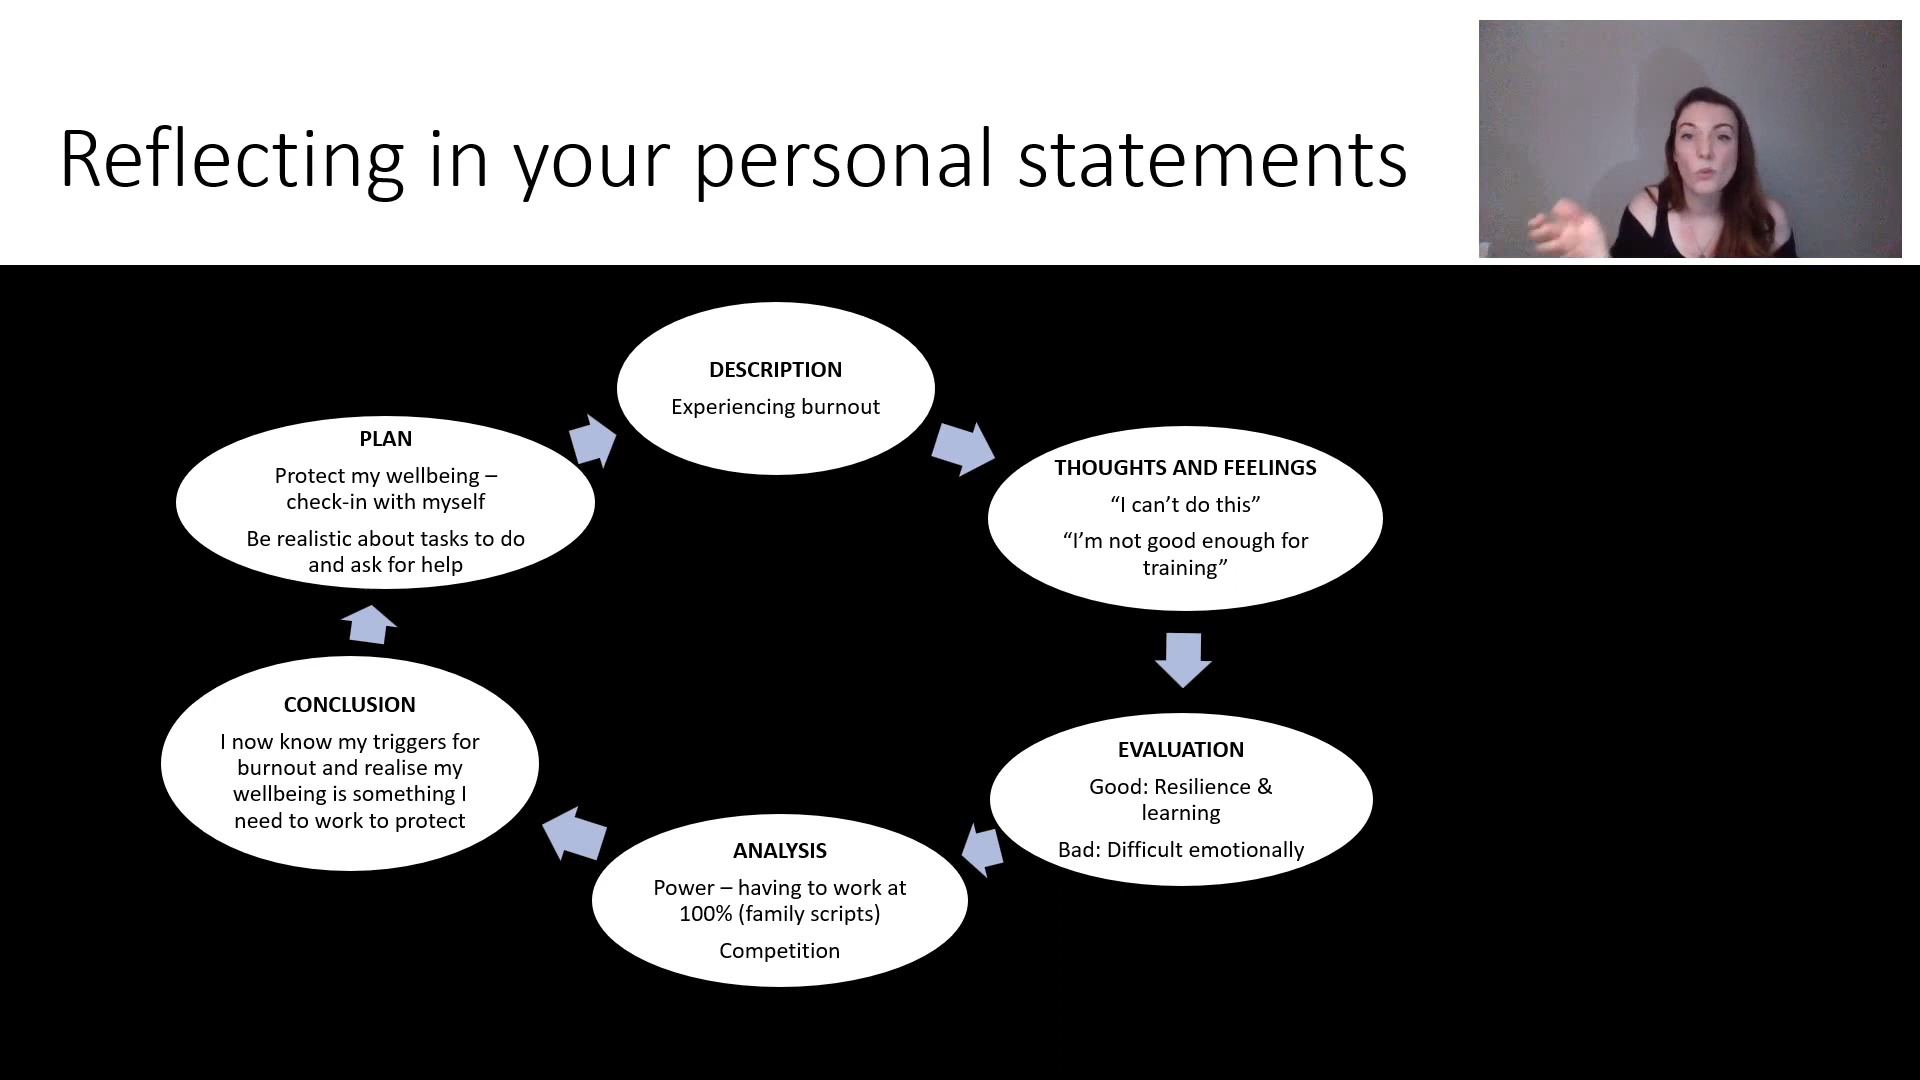 Reflecting in your personal statements
DESCRIPTION
Experiencing burnout
THOUGHTS AND FEELINGS
“I can’t do this”
“I’m not good enough for
training”
EVALUATION
Good: Resilience &
learning
Bad: Difficult emotionally
ANALYSIS
Power – having to work at
100% (family scripts)
Competition
CONCLUSION
I now know my triggers for
burnout and realise my
wellbeing is something I
need to work to protect
PLAN
Protect my wellbeing –
check-in with myself
Be realistic about tasks to do
and ask for help